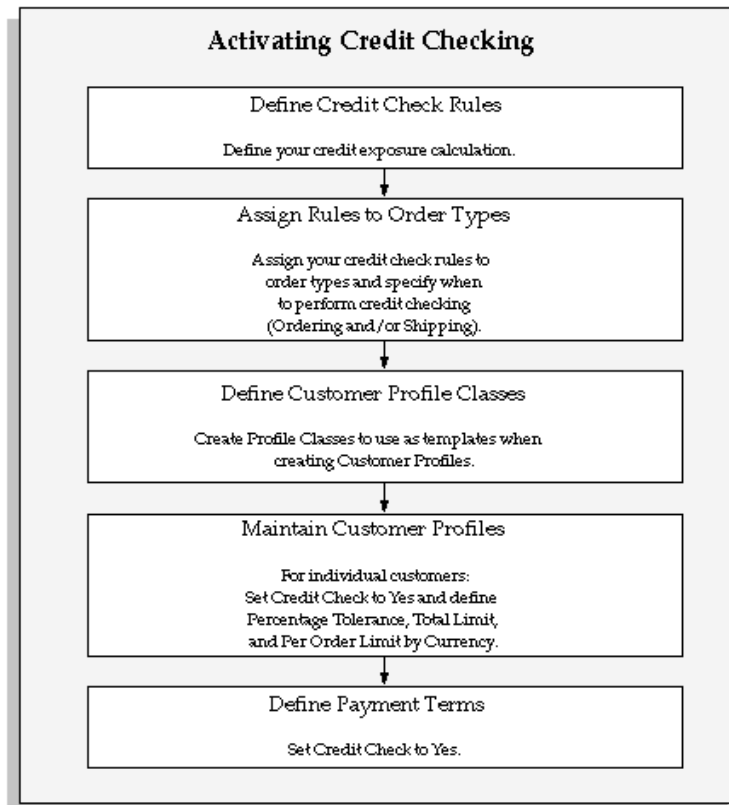 Activating Credit Checking
Define Credit Check Rules
Define your credit exposure calculation.
Assign Rules to Order Types
Assign your credit check rules to
order types and specify when
to perform credit checking
(Ordering and/or Shipping).
Define Customer Profile Classes
Create Profile Classes to use as templates when
creating Customer Profiles.
Maintain Customer Profiles
For individual customers:
Set Credit Check to Yes and define
Percentage Tolerance, Total Limit,
and Per Order Limit by Currency.
Define Payment Terms
Set Credit Check to Yes.